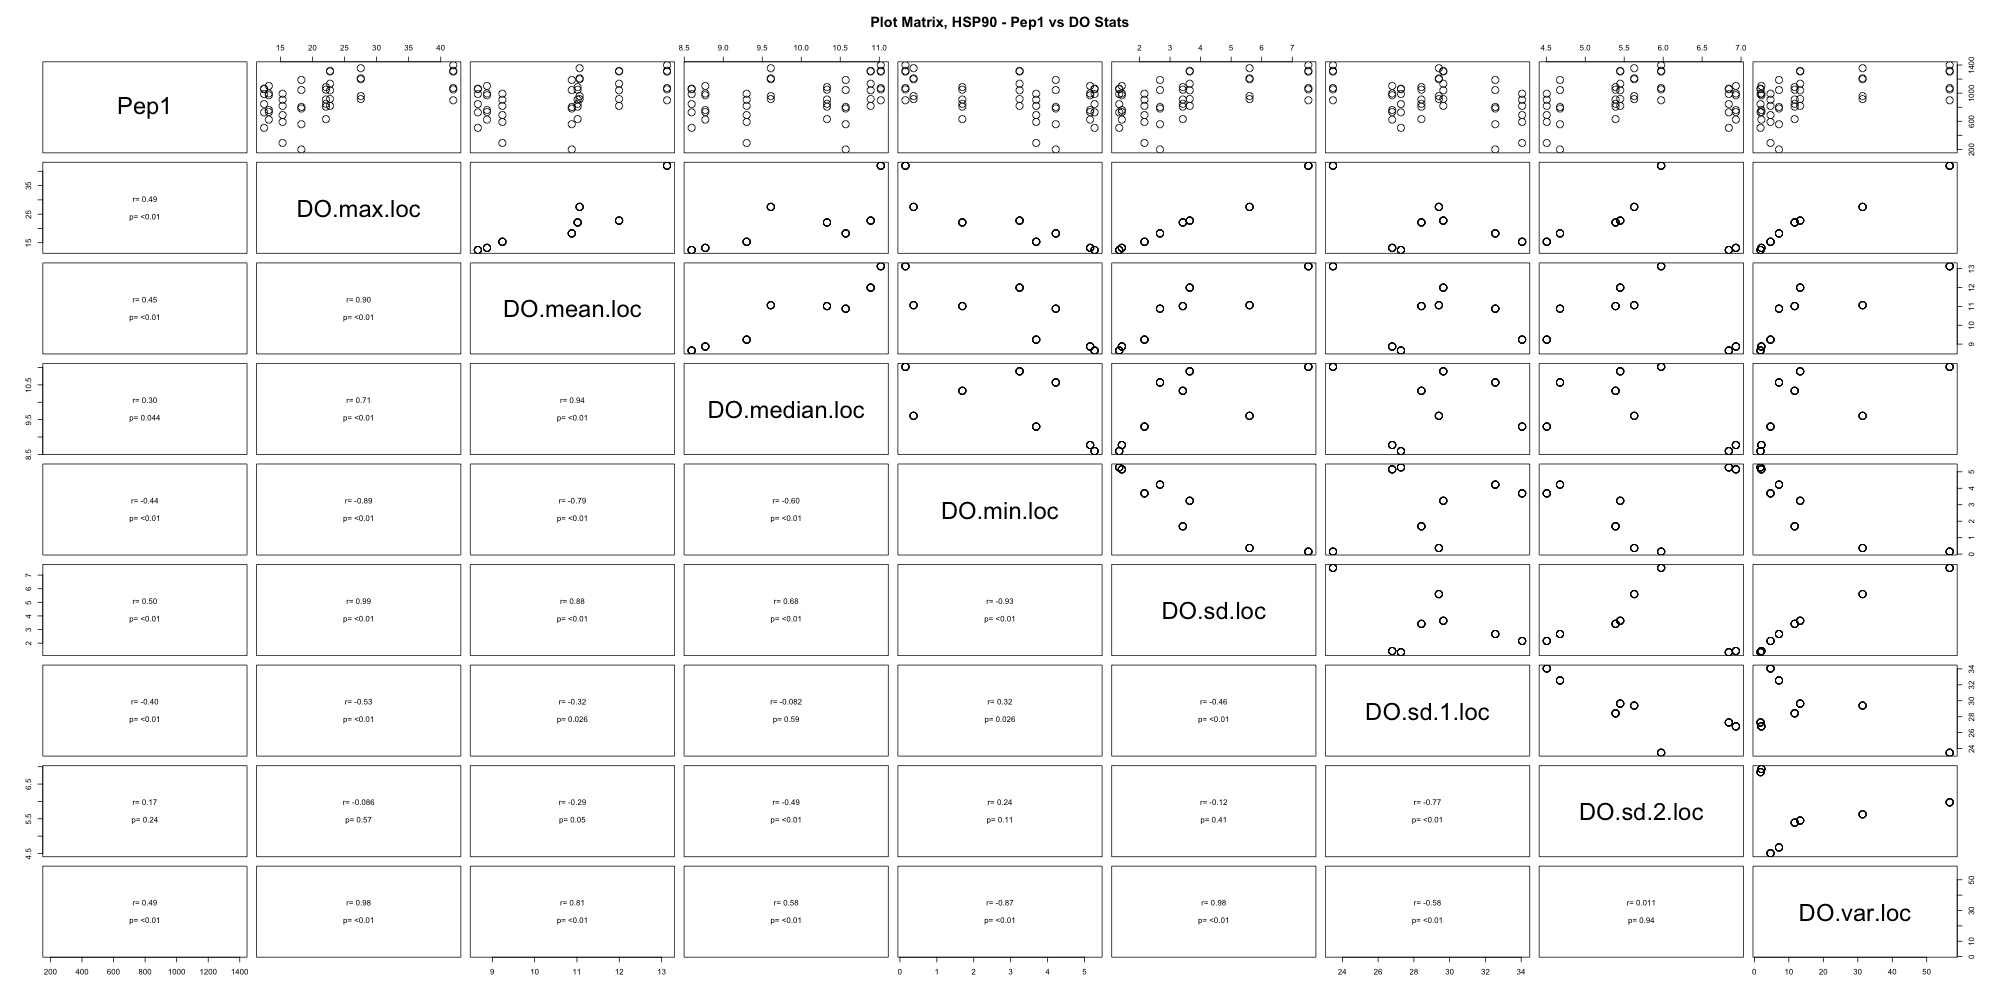 Plot Matrix, HSP90 - Pep1 vs DO Stats
15 20 25 30 35 40 8.5 9.0 9.5 10.0 10.5 11.0 2 3 4 5 6 7 4.5 5.0 5.5 6.0 6.5 7.0
Pep1
200 600 1000 1400
15 25 35
r= 0.49
p= <0.01
DO.max.loc
r= 0.45
p= <0.01
r= 0.90
p= <0.01
DO.mean.loc
9 10 11 12 13
8.5 9.5 10.5
r= 0.30
p= 0.044
r= 0.71
p= <0.01
r= 0.94
p= <0.01
DO.median.loc
r= -0.44
p= <0.01
r= -0.89
p= <0.01
r= -0.79
p= <0.01
r= -0.60
p= <0.01
DO.min.loc
0 1 2 3 4 5
2 3 4 5 6 7
r= 0.50
p= <0.01
r= 0.99
p= <0.01
r= 0.88
p= <0.01
r= 0.68
p= <0.01
r= -0.93
p= <0.01
DO.sd.loc
r= -0.40
p= <0.01
r= -0.53
p= <0.01
r= -0.32
p= 0.026
r= -0.082
p= 0.59
r= 0.32
p= 0.026
r= -0.46
p= <0.01
DO.sd.1.loc
24 26 28 30 32 34
4.5 5.5 6.5
r= 0.17
p= 0.24
r= -0.086
p= 0.57
r= -0.29
p= 0.05
r= -0.49
p= <0.01
r= 0.24
p= 0.11
r= -0.12
p= 0.41
r= -0.77
p= <0.01
DO.sd.2.loc
r= 0.49
p= <0.01
r= 0.98
p= <0.01
r= 0.81
p= <0.01
r= 0.58
p= <0.01
r= -0.87
p= <0.01
r= 0.98
p= <0.01
r= -0.58
p= <0.01
r= 0.011
p= 0.94
DO.var.loc
0 10 30 50
200 400 600 800 1000 1200 1400 9 10 11 12 13 0 1 2 3 4 5 24 26 28 30 32 34 0 10 20 30 40 50